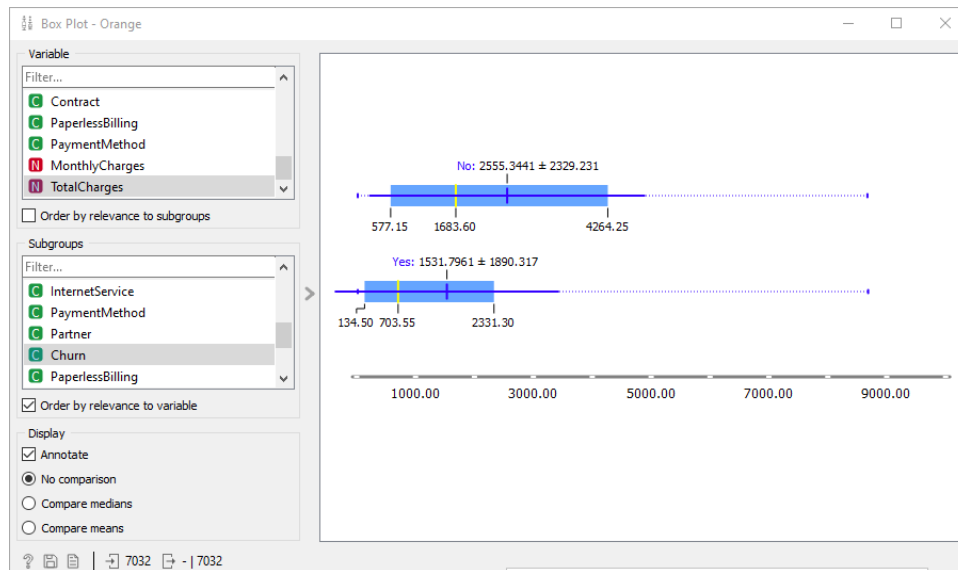 Box Plot - Orange
Variable
Filter...
C Contract
C PaperlessBilling
C PaymentMethod
N MonthlyCharges
N TotalCharges
Order by relevance to subgroups
Subgroups
Filter...
C InternetService
C PaymentMethod
C Partner
C Churn
C PaperlessBilling
Order by relevance to variable
Display
Annotate
No comparison
Compare medians
Compare means
? 7032 - | 7032
No: 2555.3441 ± 2329.231
577.15 1683.60 4264.25
Yes: 1531.7961 ± 1890.317
134.50 703.55 2331.30
1000.00 3000.00 5000.00 7000.00 9000.00